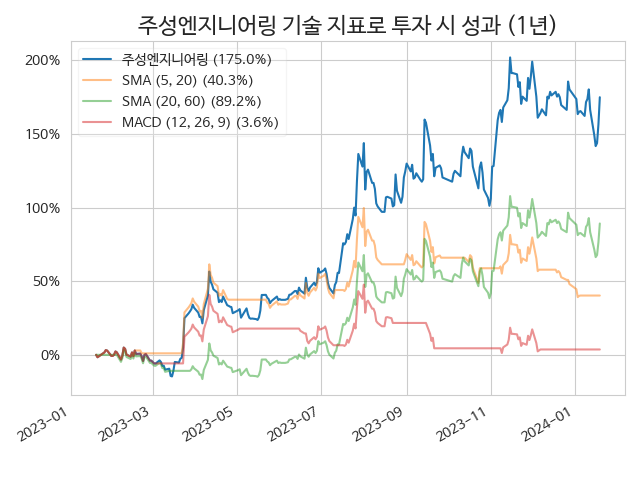 주성엔지니어링 기술 지표로 투자 시 성과 (1년)
200%
150%
100%
50%
0%
주성엔지니어링 (175.0%)
SMA (5, 20) (40.3%)
SMA (20, 60) (89.2%)
MACD (12, 26, 9) (3.6%)
2023-01
2023-03
2023-05
2023-07
2023-09
2023-11
2024-01